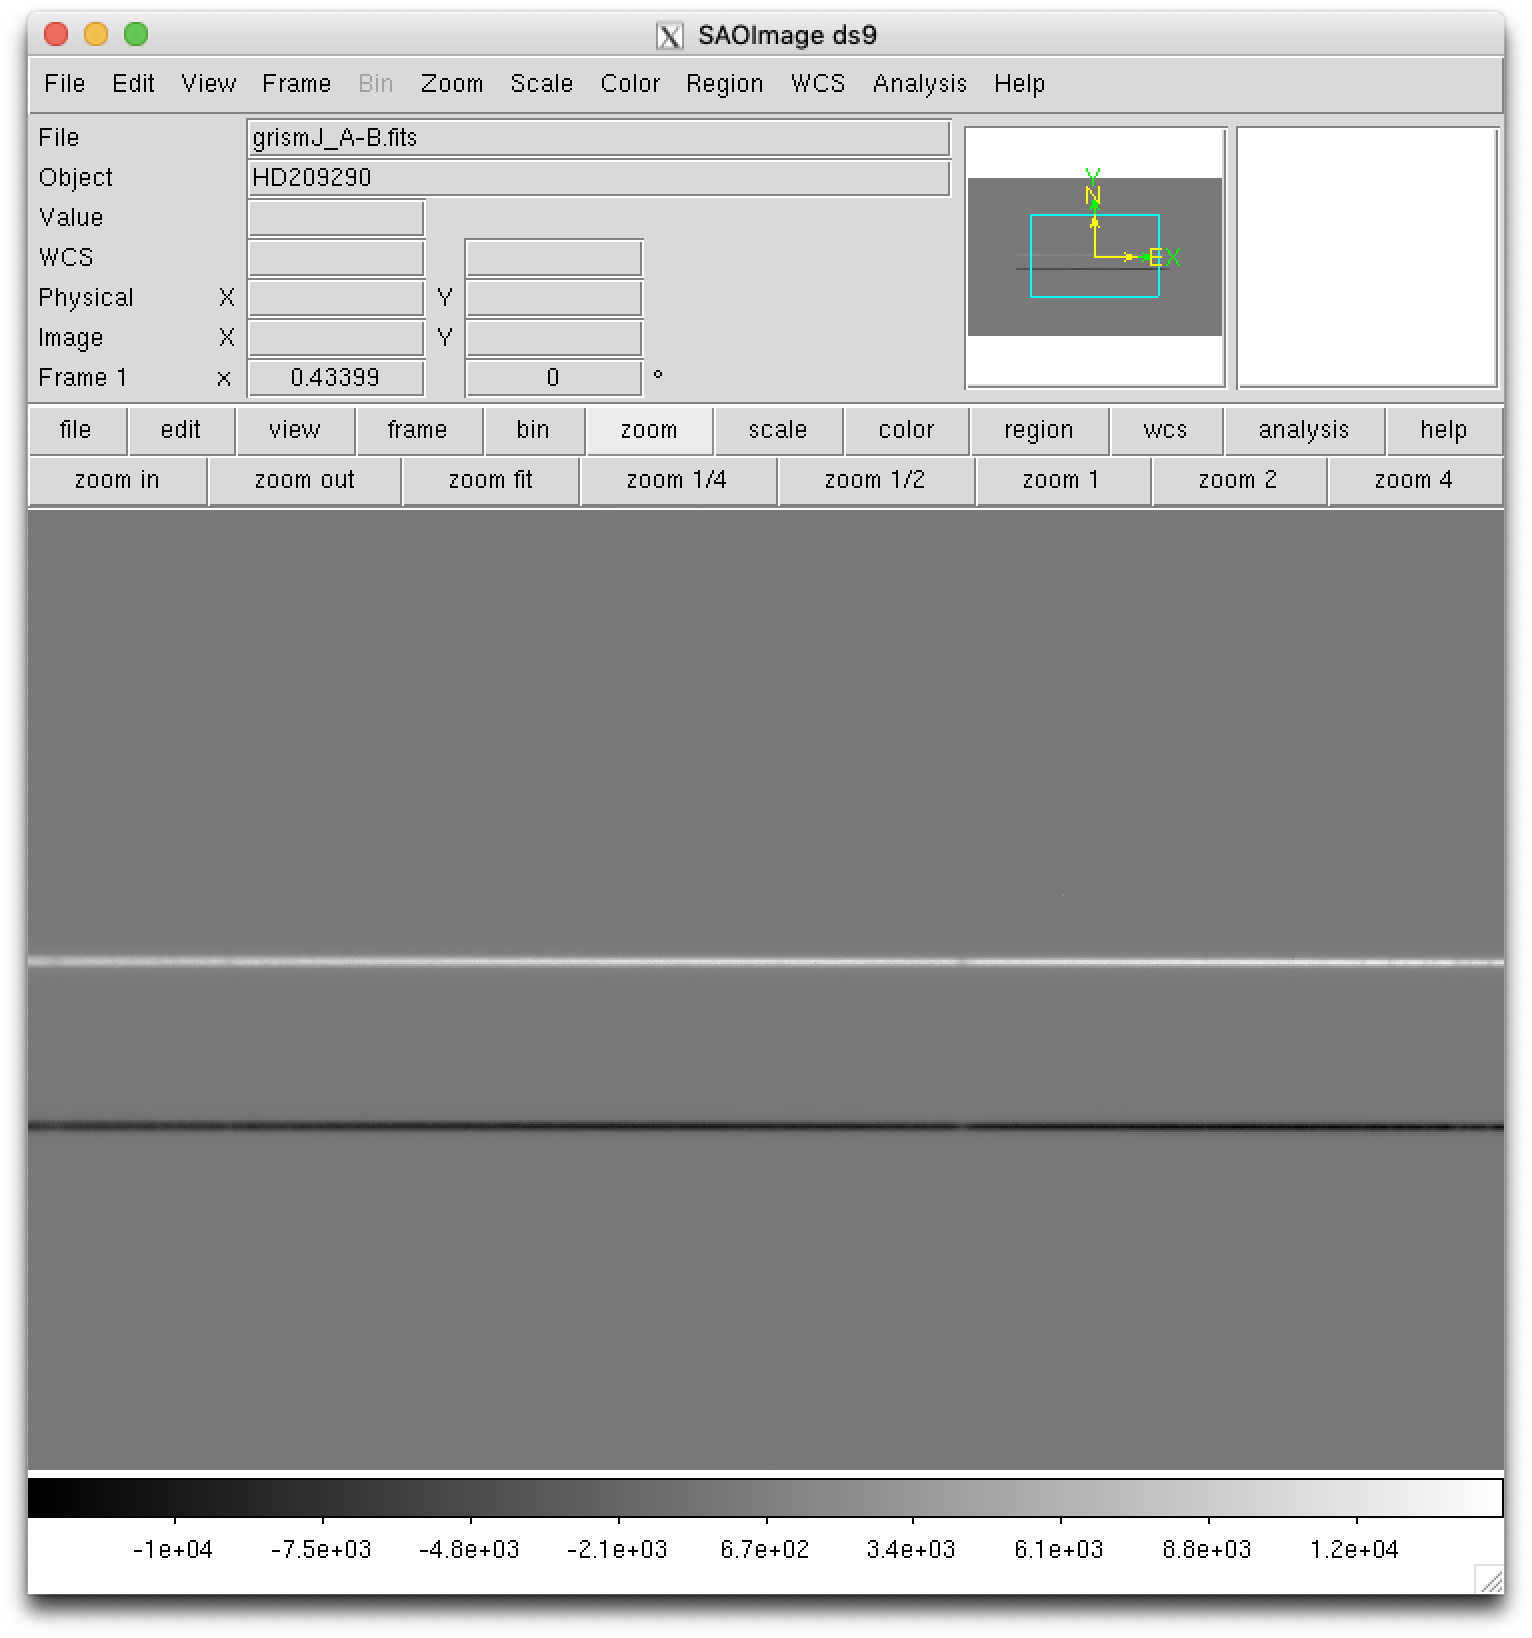 SAOImage ds9
File Edit View Frame Bin Zoom Scale Color Region WCS Analysis Help
File grismJ_A-B.fits
Object HD209290
Value
WCS
Physical X Y
Image X Y
Frame 1 x 0.43399 0 °
Y
N
E X
file edit view frame bin zoom scale color region wcs analysis help
zoom in zoom out zoom fit zoom 1/4 zoom 1/2 zoom 1 zoom 2 zoom 4
-1e+04 -7.5e+03 -4.8e+03 -2.1e+03 6.7e+02 3.4e+03 6.1e+03 8.8e+03 1.2e+04